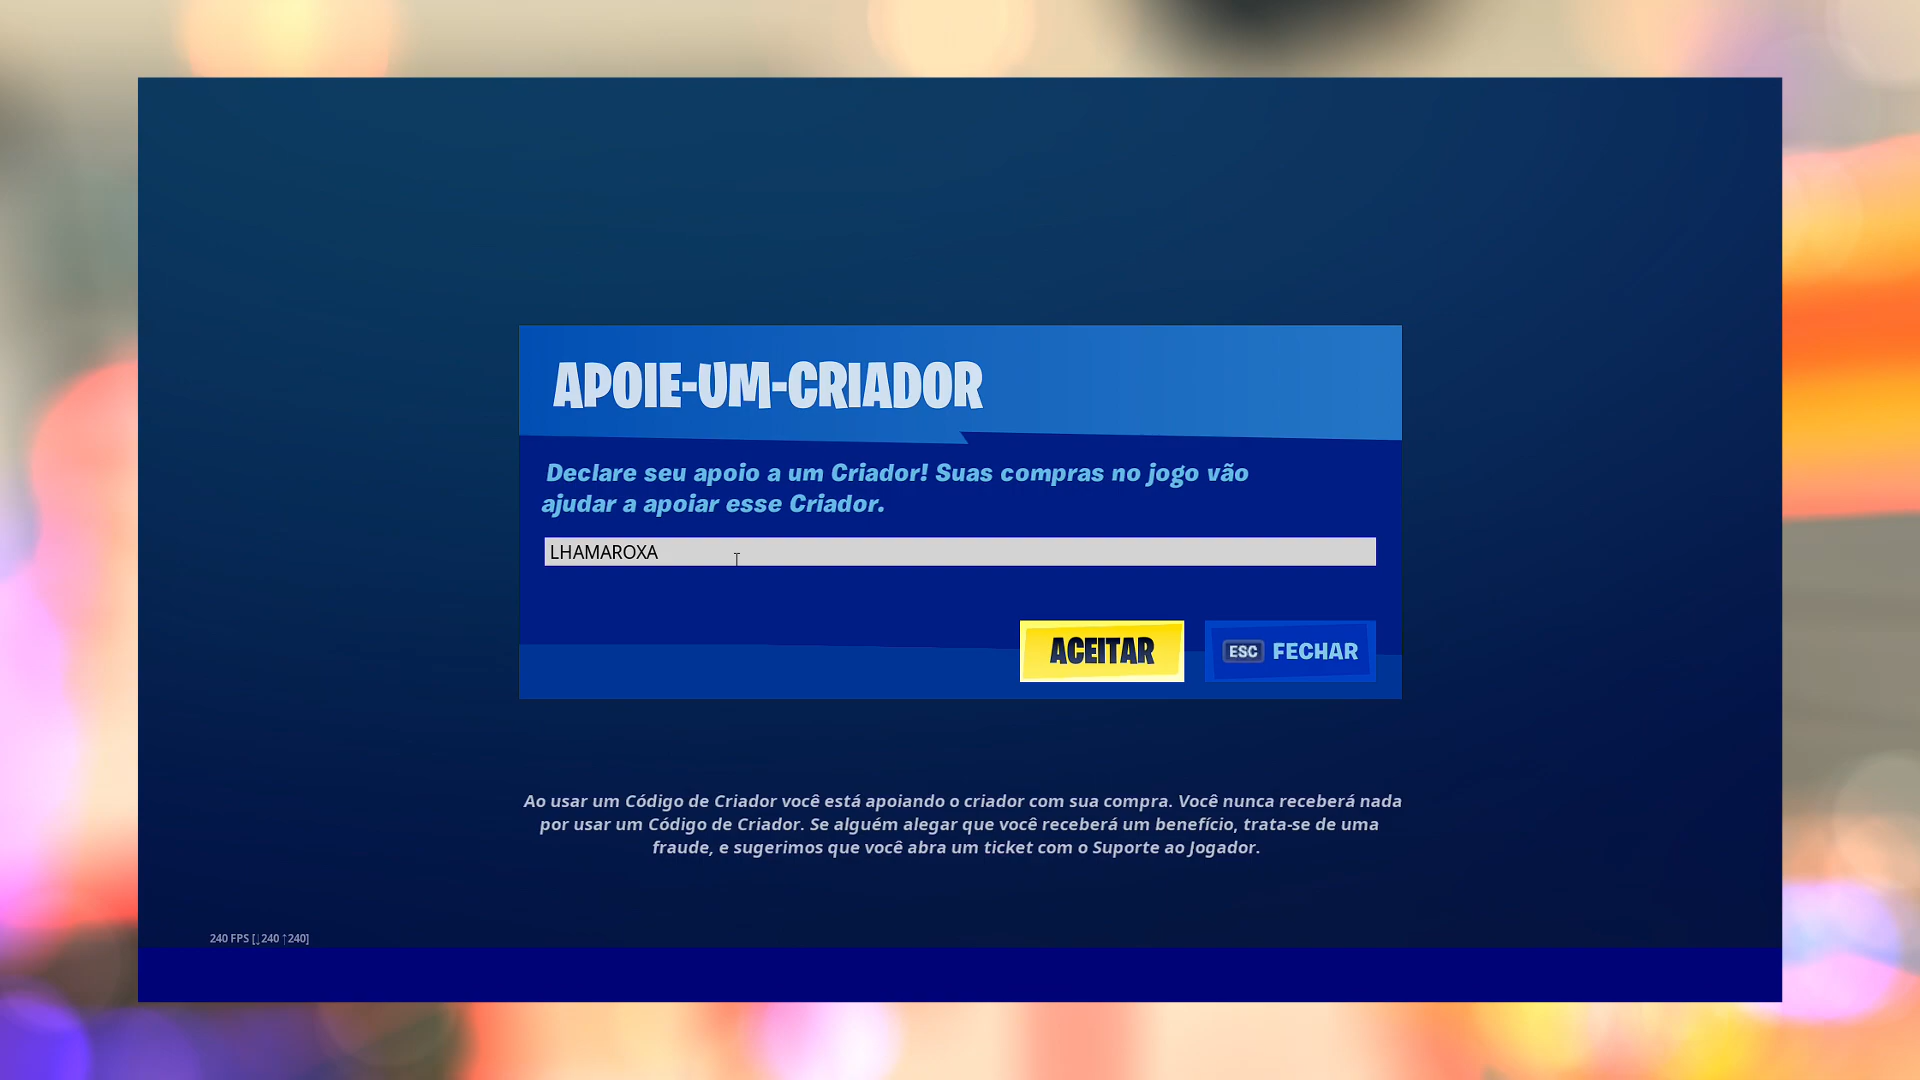 APOIE-UM-CRIADOR
Declare seu apoio a um Criador! Suas compras no jogo vão
ajudar a apoiar esse Criador.
LHAMAROXA
ACEITAR
ESC FECHAR
Ao usar um Código de Criador você está apoiando o criador com sua compra. Você nunca receberá nada
por usar um Código de Criador. Se alguém alegar que você receberá um benefício, trata-se de uma
fraude, e sugerimos que você abra um ticket com o Suporte ao Jogador.
240 FPS [↓240 ↑240]